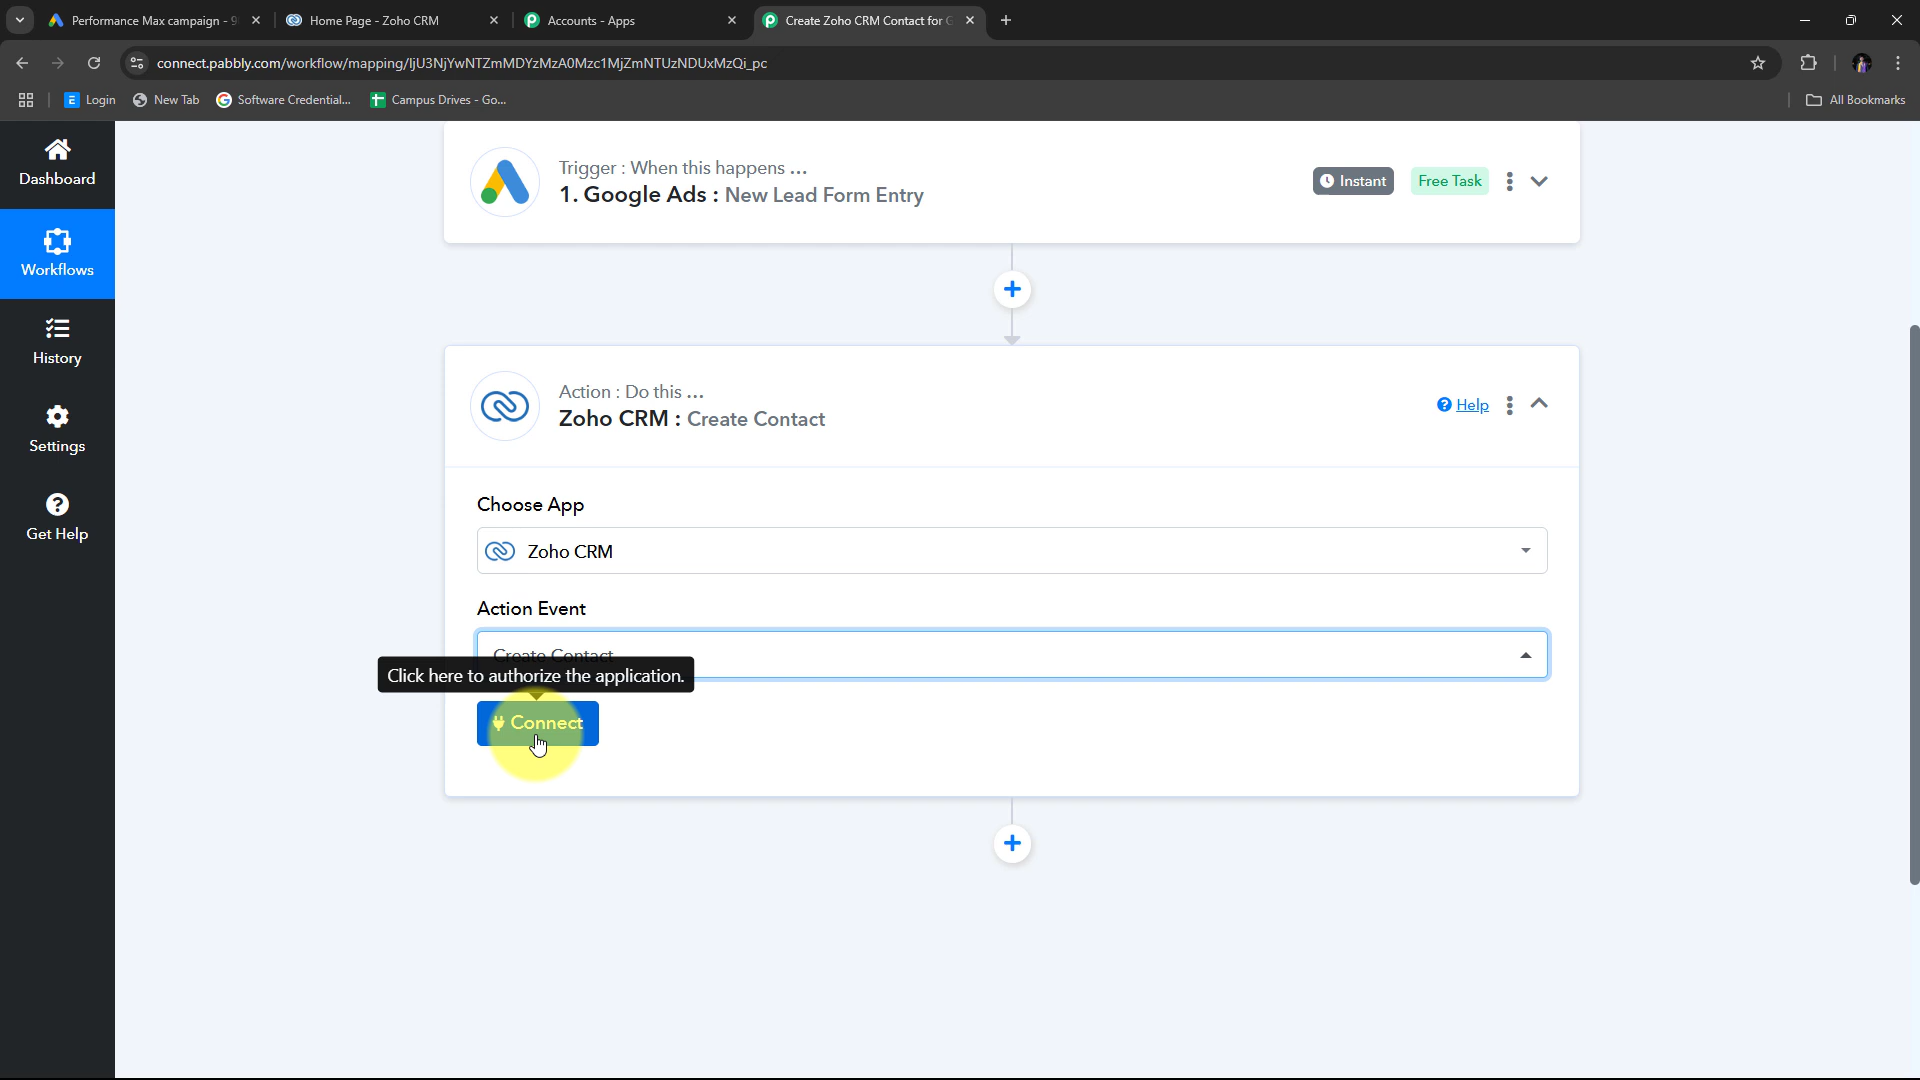 Performance Max campaign - 9
Home Page - Zoho CRM
Accounts - Apps
Create Zoho CRM Contact for G
connect.pabbly.com/workflow/mapping/IjU3NjYwNTZmMDYzMzA0Mzc1MjZmNTUzNDUxMzQi_pc
Login
New Tab
Software Credential...
Campus Drives - Go...
All Bookmarks
Dashboard
Workflows
History
Settings
Get Help
Trigger : When this happens ...
1. Google Ads : New Lead Form Entry
Instant
Free Task
Action : Do this ...
Zoho CRM : Create Contact
Help
Choose App
Zoho CRM
Action Event
Create Contact
Click here to authorize the application.
Connect